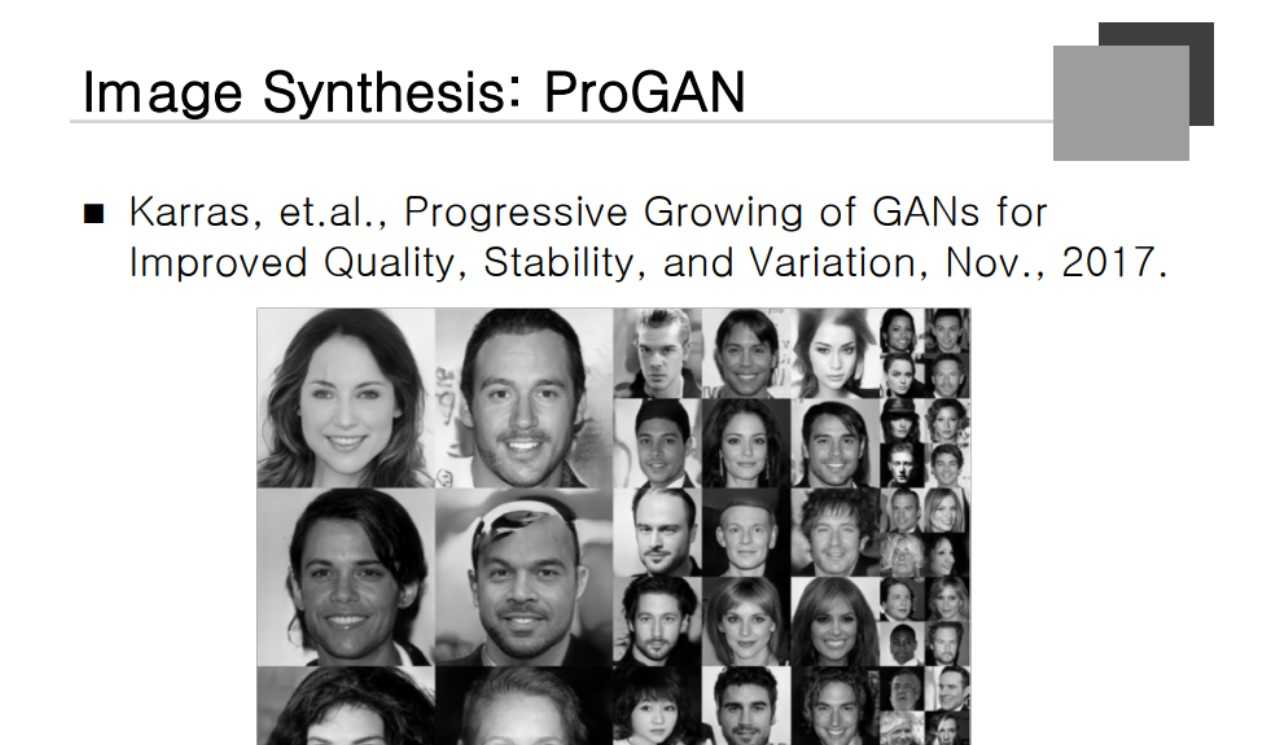 Image Synthesis: ProGAN
■ Karras, et.al., Progressive Growing of GANs for
Improved Quality, Stability, and Variation, Nov., 2017.